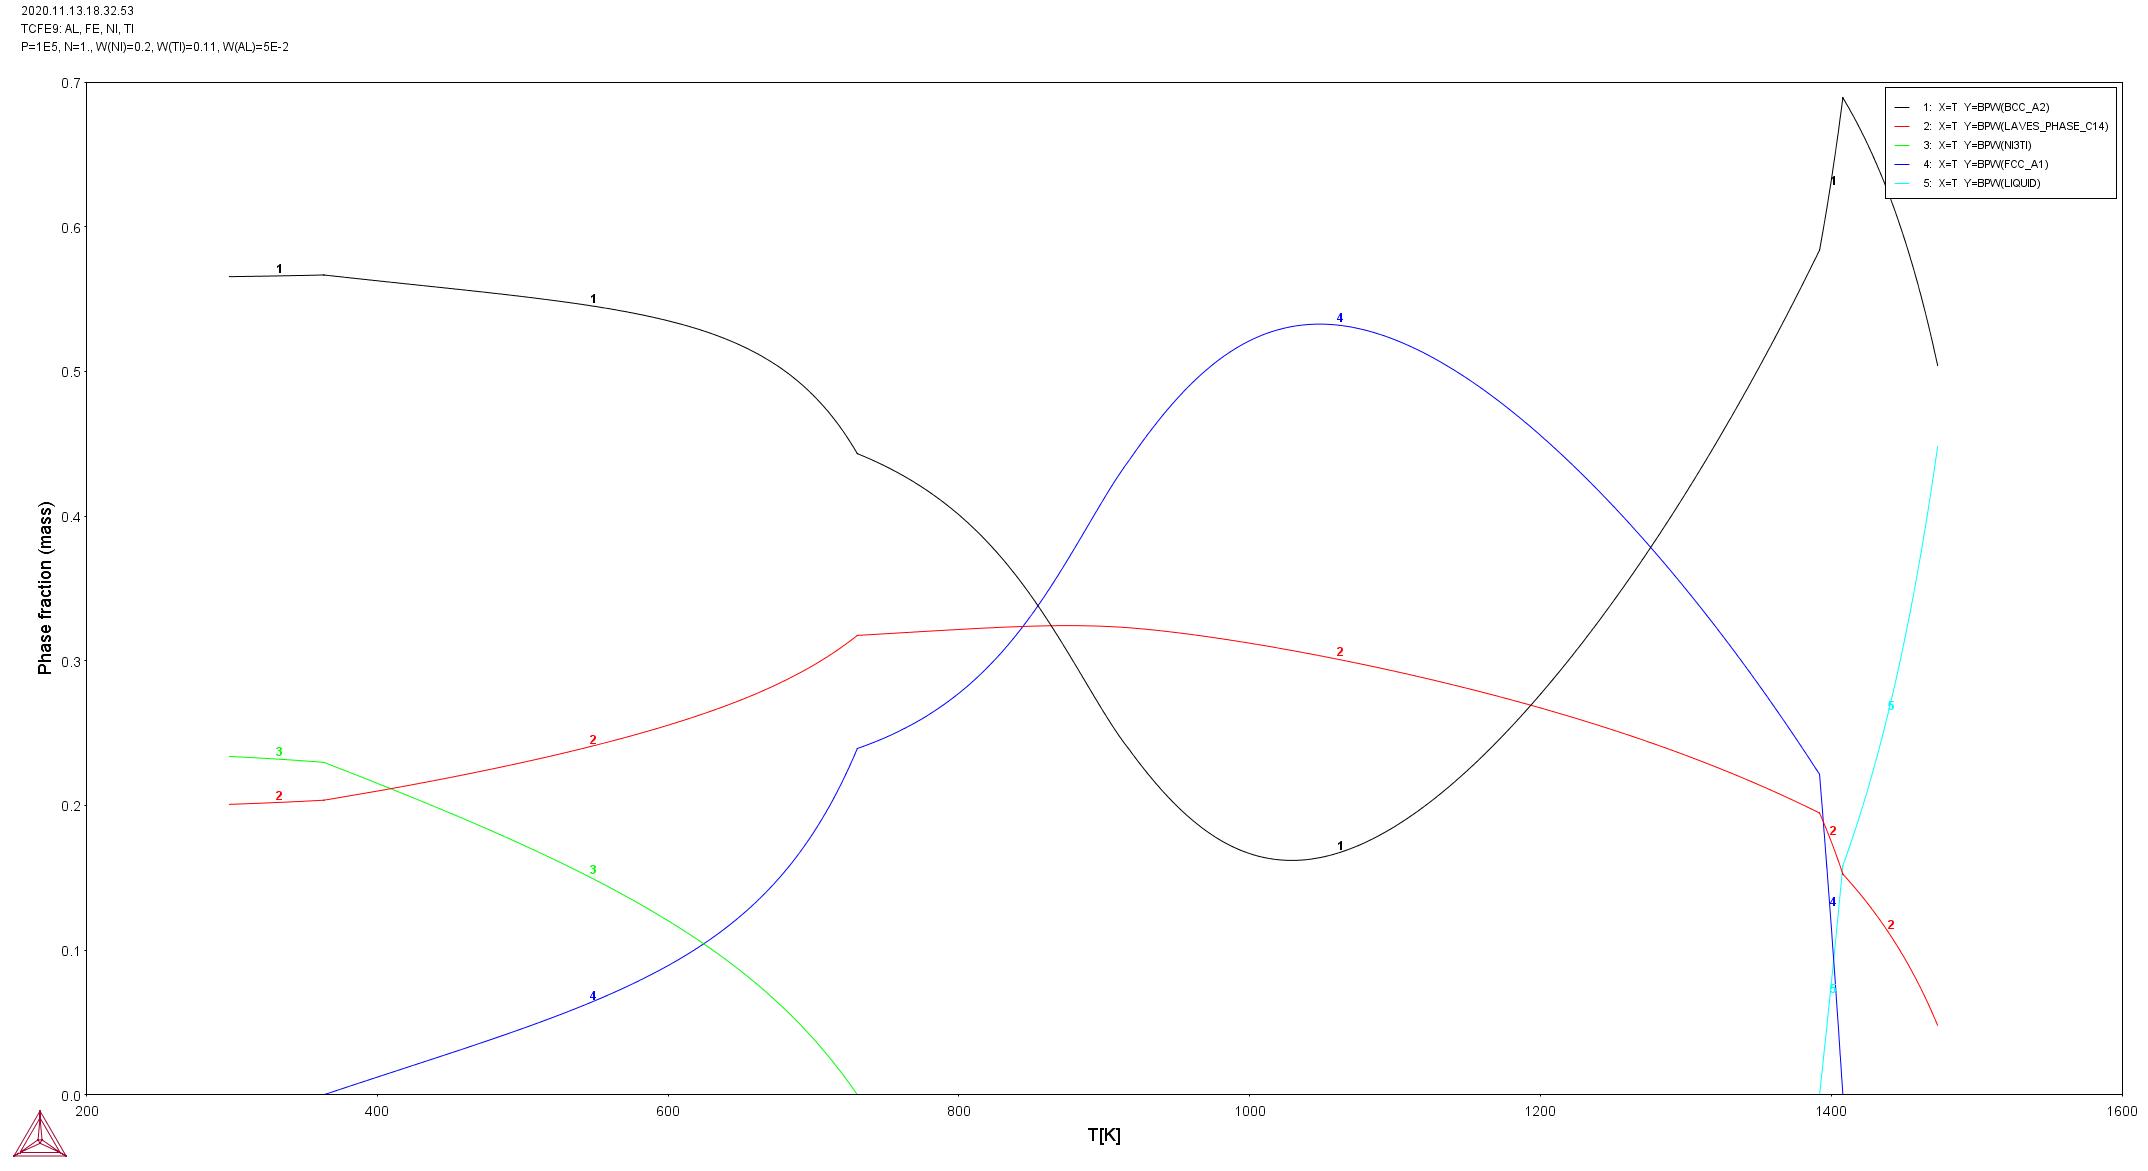 2020.11.13.18.32.53
TCFE9: AL, FE, NI, TI
P=1E5, N=1., W(NI)=0.2, W(TI)=0.11, W(AL)=5E-2
0.7
0.6
0.5
0.4
0.3
0.2
0.1
0.0
Phase fraction (mass)
200 400 600 800 1000 1200 1400 1600
T[K]
1: X=T Y=BPW(BCC_A2)
2: X=T Y=BPW(LAVES_PHASE_C14)
3: X=T Y=BPW(NI3TI)
4: X=T Y=BPW(FCC_A1)
5: X=T Y=BPW(LIQUID)
1
1
1
4
1
2
5
3
2
2
2
4
2
3
1
5
4